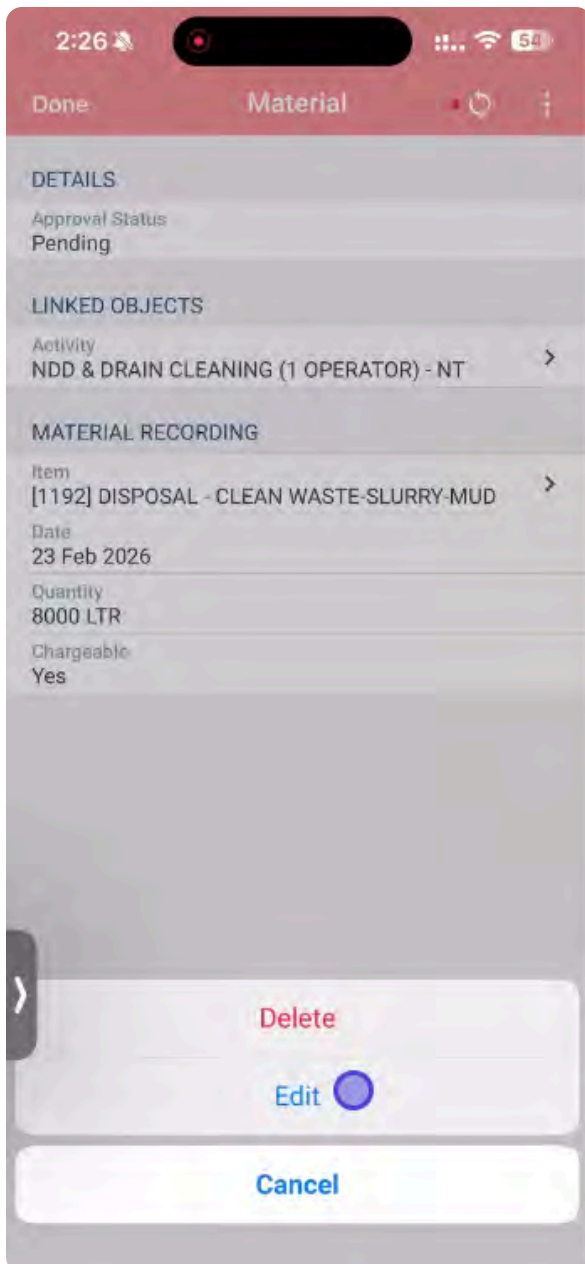 2:26
54
Done
Material
DETAILS
Approval Status
Pending
LINKED OBJECTS
Activity
NDD & DRAIN CLEANING (1 OPERATOR) - NT
MATERIAL RECORDING
Item
[1192] DISPOSAL - CLEAN WASTE-SLURRY-MUD
Date
23 Feb 2026
Quantity
8000 LTR
Chargeable
Yes
Delete
Edit
Cancel